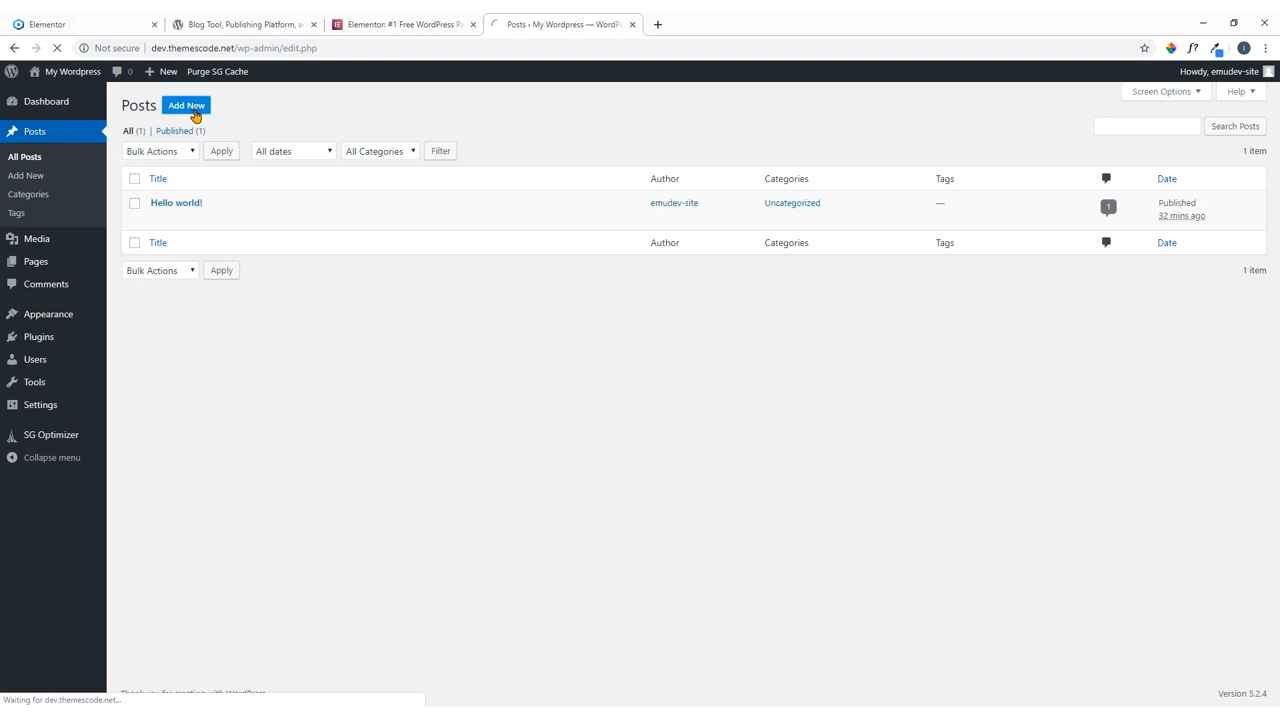 Elementor
Blog Tool, Publishing Platform, a
Elementor: #1 Free WordPress P
Posts ‹ My Wordpress — WordP
Not secure | dev.themescode.net/wp-admin/edit.php
My Wordpress 0 New Purge SG Cache
Howdy, emudev-site
Dashboard
Posts
All Posts
Add New
Categories
Tags
Media
Pages
Comments
Appearance
Plugins
Users
Tools
Settings
SG Optimizer
Collapse menu
Screen Options Help
Posts Add New
All (1) | Published (1)
Search Posts
Bulk Actions Apply All dates All Categories Filter
1 item
Title Author Categories Tags Date
Hello world! emudev-site Uncategorized — 1 Published
32 mins ago
Title Author Categories Tags Date
Bulk Actions Apply
1 item
Thank you for creating with WordPress
Version 5.2.4
Waiting for dev.themescode.net...